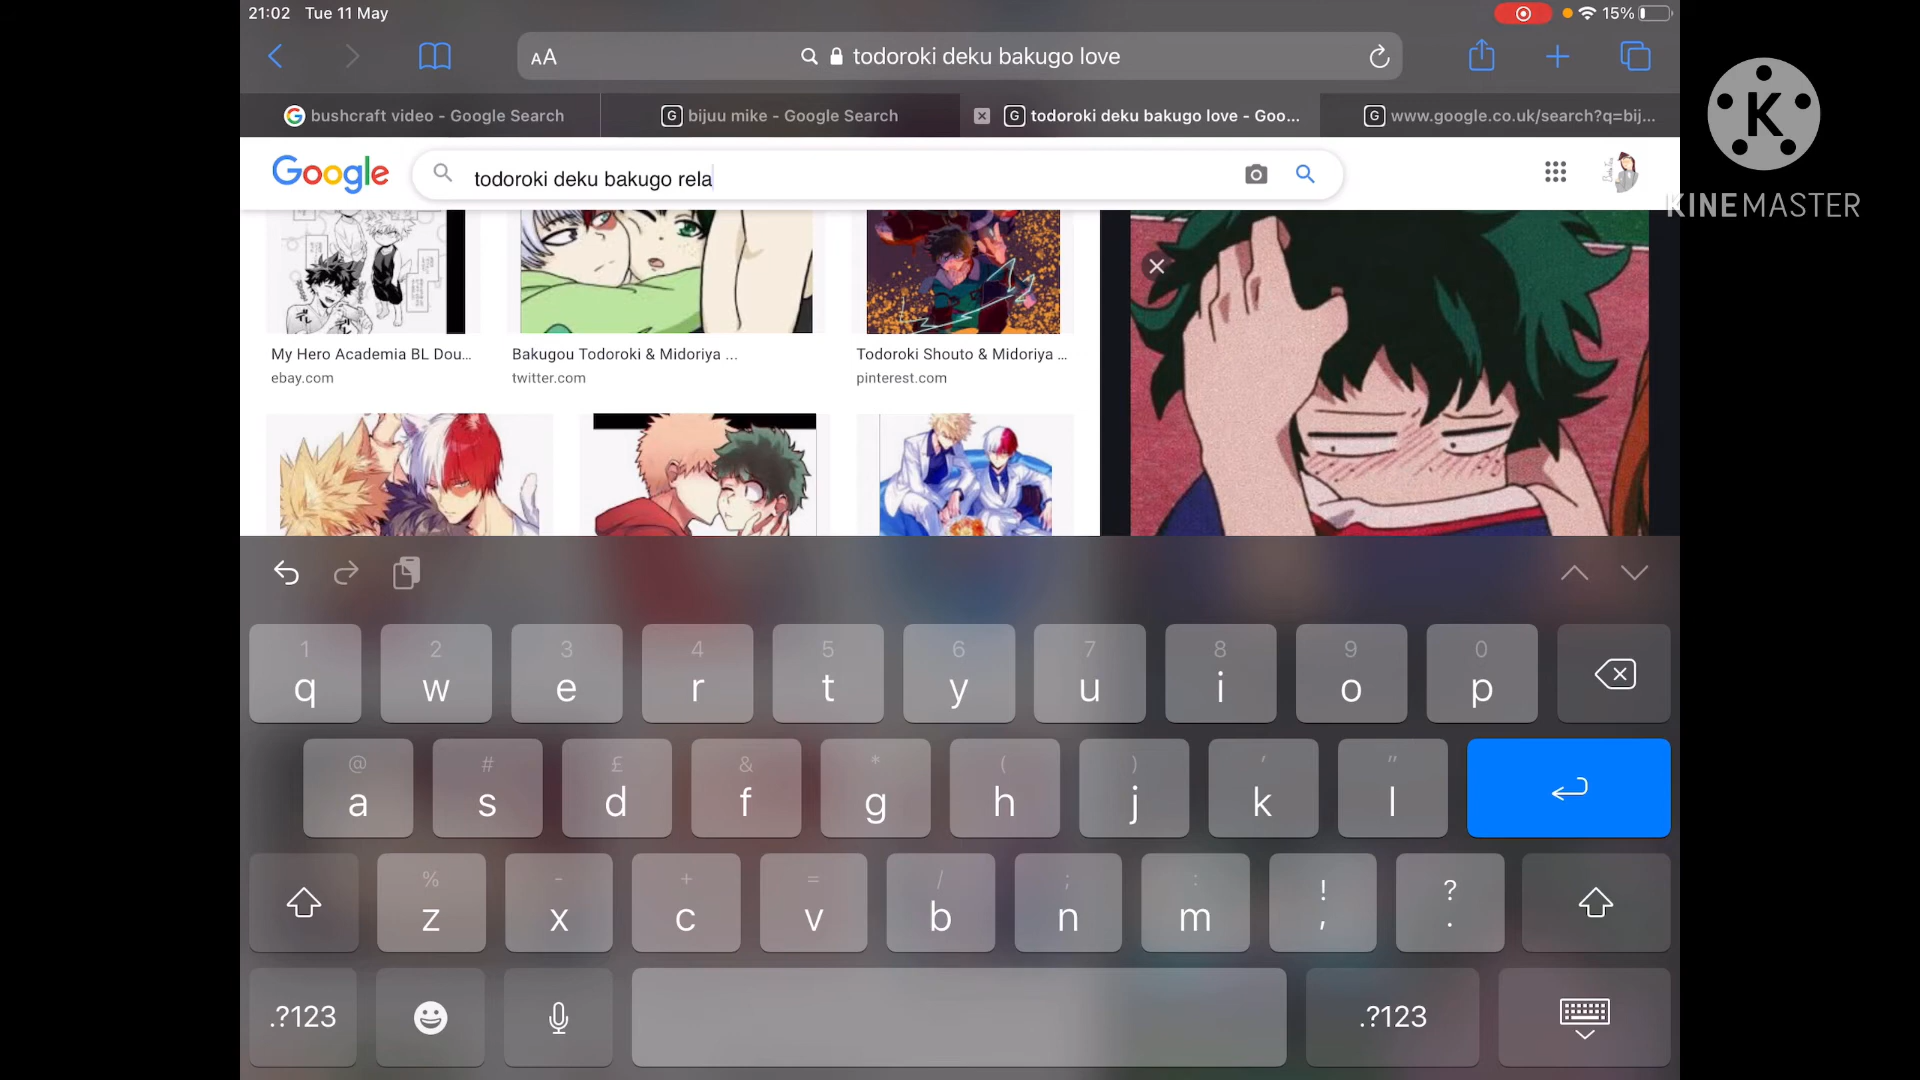 21:02 Tue 11 May 15%
AA todoroki deku bakugo love
bushcraft video - Google Search
bijuu mike - Google Search
todoroki deku bakugo love - Goo...
www.google.co.uk/search?q=bij...
K
KINEMASTER
Google
todoroki deku bakugo rela
My Hero Academia BL Dou...
ebay.com
Bakugou Todoroki & Midoriya ...
twitter.com
Todoroki Shouto & Midoriya ...
pinterest.com
1 2 3 4 5 6 7 8 9 0
q w e r t y u i o p
@ # £ & * ( ) ' "
a s d f g h j k l
% - + = / ; : ! ?
z x c v b n m , .
.?123 .?123